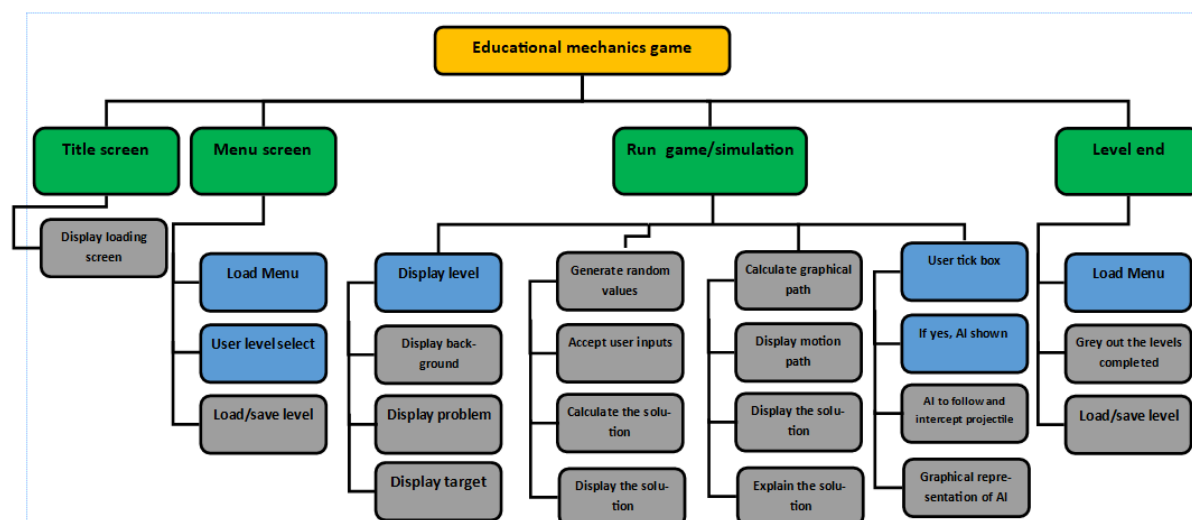 Educational mechanics game
Title screen
Menu screen
Run game/simulation
Level end
Display loading
screen
Load Menu
User level select
Load/save level
Display level
Display back-
ground
Display problem
Display target
Generate random
values
Accept user inputs
Calculate the solu-
tion
Display the solu-
tion
Calculate graphical
path
Display motion
path
Display the solu-
tion
Explain the solu-
tion
User tick box
If yes, AI shown
AI to follow and
intercept projectile
Graphical repre-
sentation of AI
Load Menu
Grey out the levels
completed
Load/save level